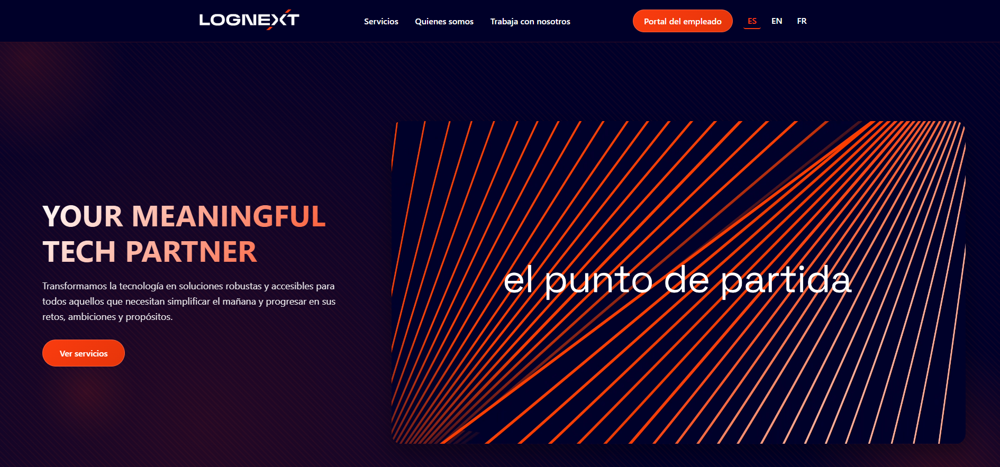 LOGNEXT
Servicios
Quienes somos
Trabaja con nosotros
Portal del empleado
ES
EN
FR
YOUR MEANINGFUL
TECH PARTNER
Transformamos la tecnología en soluciones robustas y accesibles para
todos aquellos que necesitan simplificar el mañana y progresar en sus
retos, ambiciones y propósitos.
Ver servicios
el punto de partida